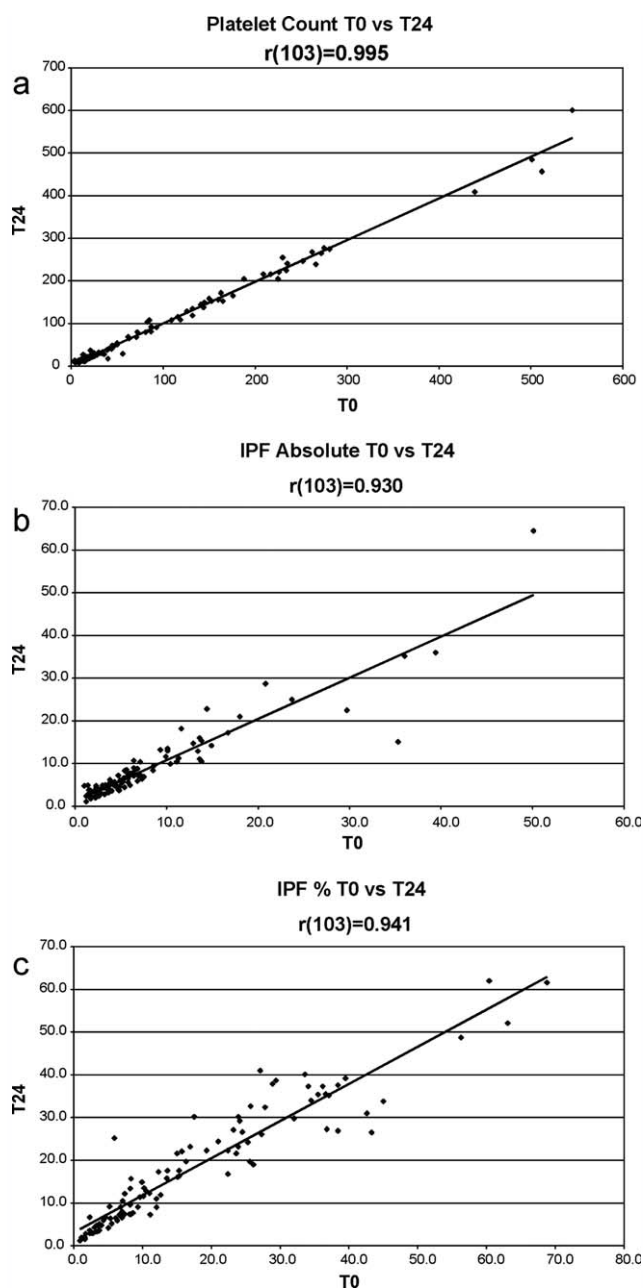 Platelet Count T0 vs T24
r(103)=0.995
a
700
600
500
400
300
200
100
0
T24
0 100 200 300 400 500 600
T0
IPF Absolute T0 vs T24
r(103)=0.930
b
70.0
60.0
50.0
40.0
30.0
20.0
10.0
0.0
T24
0.0 10.0 20.0 30.0 40.0 50.0 60.0
T0
IPF % T0 vs T24
r(103)=0.941
c
70.0
60.0
50.0
40.0
30.0
20.0
10.0
0.0
T24
0.0 10.0 20.0 30.0 40.0 50.0 60.0 70.0 80.0
T0